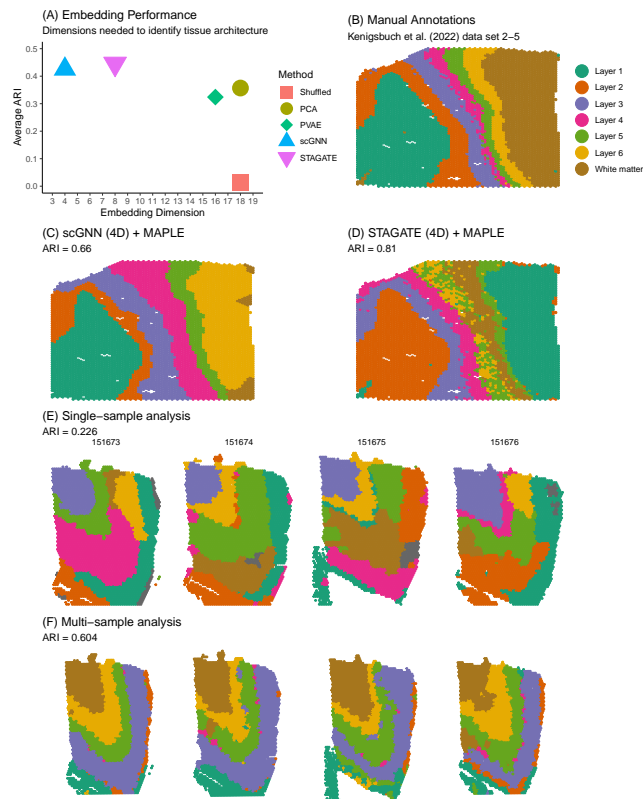 (A) Embedding Performance
Dimensions needed to identify tissue architecture
Average ARI
0.5
0.4
0.3
0.2
0.1
0.0
3 4 5 6 7 8 9 10 11 12 13 14 15 16 17 18 19
Embedding Dimension
Method
Shuffled
PCA
PVAE
scGNN
STAGATE
(B) Manual Annotations
Kenigsbuch et al. (2022) data set 2−5
Layer 1
Layer 2
Layer 3
Layer 4
Layer 5
Layer 6
White matter
(C) scGNN (4D) + MAPLE
ARI = 0.66
(D) STAGATE (4D) + MAPLE
ARI = 0.81
(E) Single−sample analysis
ARI = 0.226
151673 151674 151675 151676
(F) Multi−sample analysis
ARI = 0.604